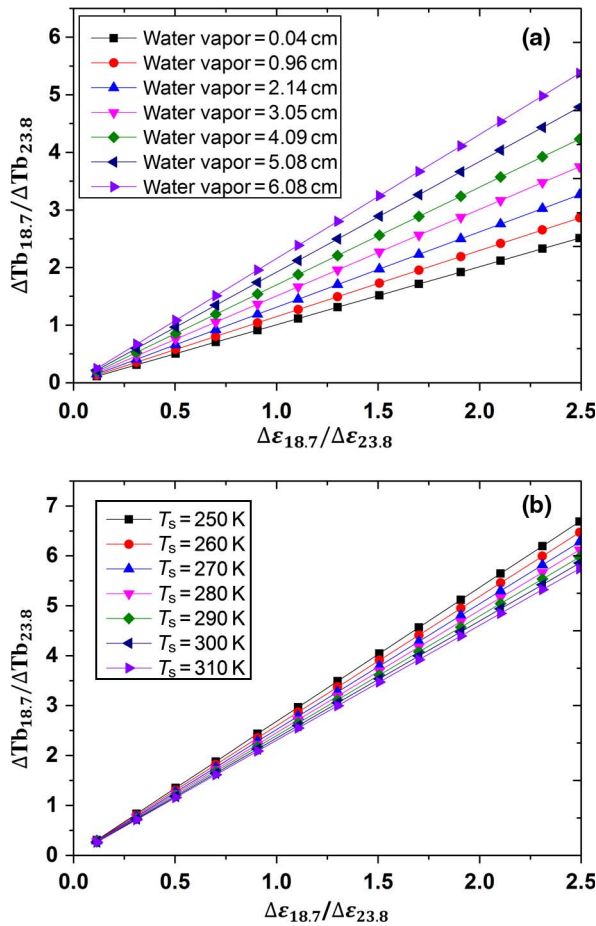 (a)
Water vapor = 0.04 cm
Water vapor = 0.96 cm
Water vapor = 2.14 cm
Water vapor = 3.05 cm
Water vapor = 4.09 cm
Water vapor = 5.08 cm
Water vapor = 6.08 cm
6
5
4
3
2
1
0
ΔTb18.7/ΔTb23.8
0.0 0.5 1.0 1.5 2.0 2.5
Δε18.7/Δε23.8
(b)
Ts = 250 K
Ts = 260 K
Ts = 270 K
Ts = 280 K
Ts = 290 K
Ts = 300 K
Ts = 310 K
7
6
5
4
3
2
1
0
ΔTb18.7/ΔTb23.8
0.0 0.5 1.0 1.5 2.0 2.5
Δε18.7/Δε23.8